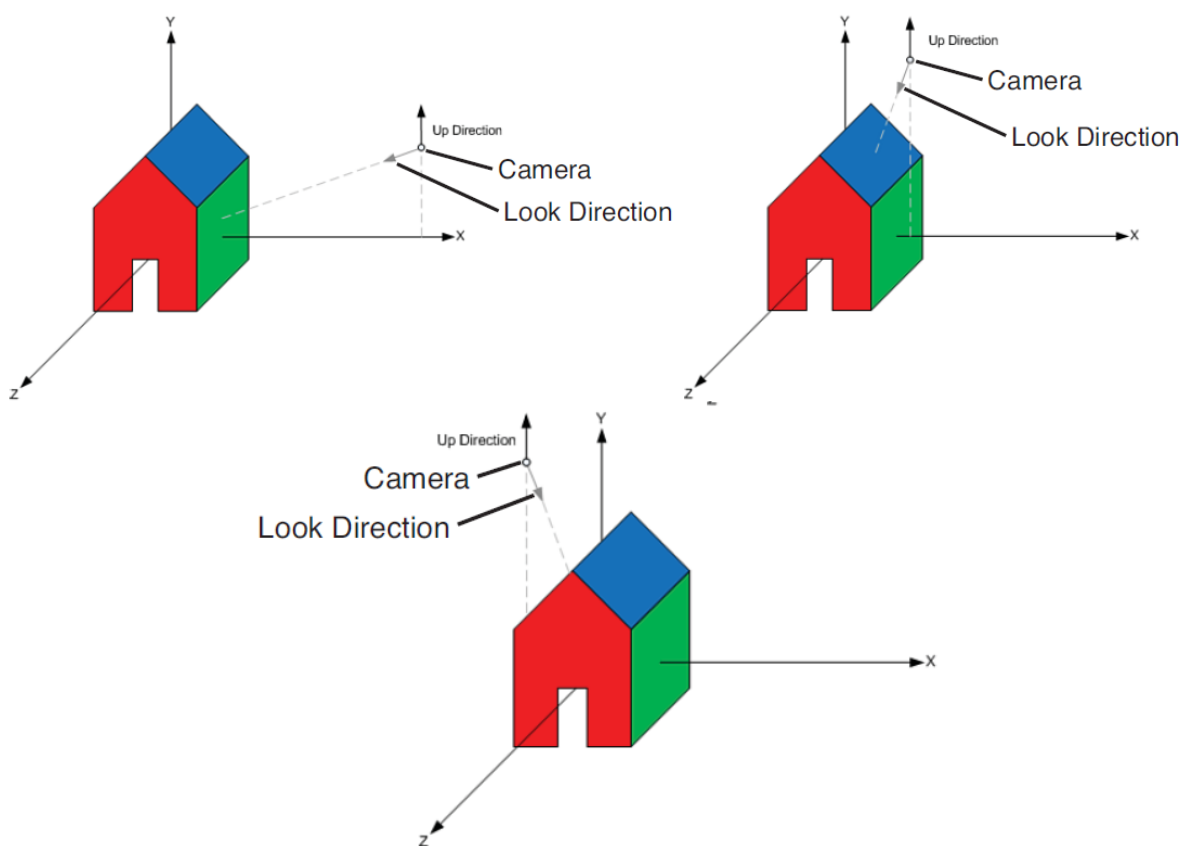 Y
Up Direction
Camera
Look Direction
X
Z
Y
Up Direction
Camera
Look Direction
X
Z
Y
Up Direction
Camera
Look Direction
X
Z